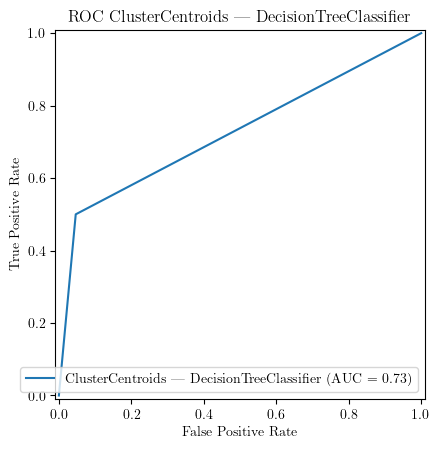 ROC ClusterCentroids — DecisionTreeClassifier
1.0
0.8
0.6
0.4
0.2
0.0
True Positive Rate
ClusterCentroids — DecisionTreeClassifier (AUC = 0.73)
0.0 0.2 0.4 0.6 0.8 1.0
False Positive Rate